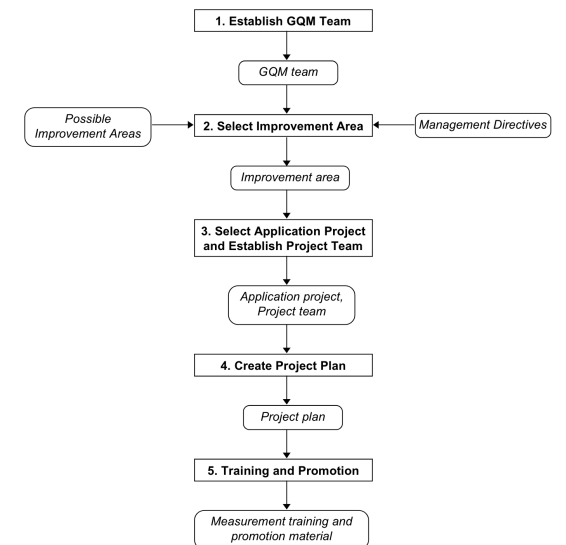 1. Establish GQM Team
GQM team
Possible
Improvement Areas
2. Select Improvement Area
Management Directives
Improvement area
3. Select Application Project
and Establish Project Team
Application project,
Project team
4. Create Project Plan
Project plan
5. Training and Promotion
Measurement training and
promotion material